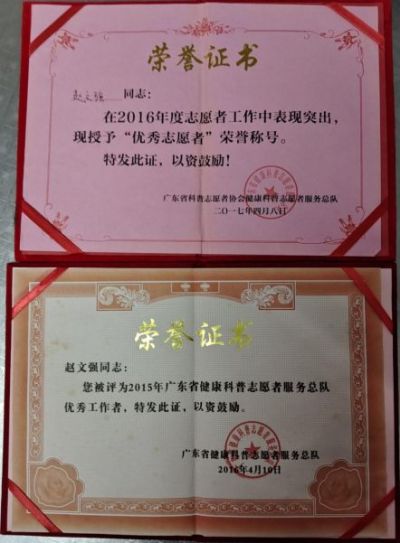 荣誉证书
赵文强 同志：
在2016年度志愿者工作中表现突出，
现授予“优秀志愿者”荣誉称号。
特发此证，以资鼓励！
广东省科普志愿者协会健康科普志愿者服务总队
二〇一七年四月八日
荣誉证书
赵文强同志：
您被评为2015年广东省健康科普志愿者服务总队
优秀工作者，特发此证，以资鼓励。
广东省健康科普志愿者服务总队
2016年4月10日